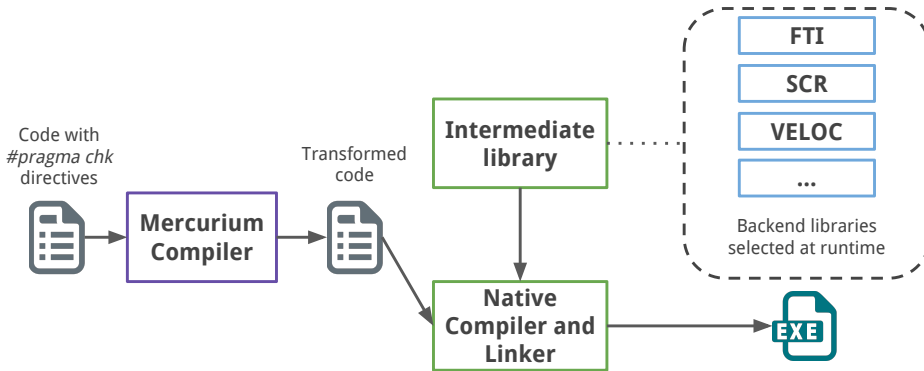 Code with
#pragma chk
directives
Mercurium
Compiler
Transformed
code
Intermediate
library
Native
Compiler and
Linker
FTI
SCR
VELOC
...
Backend libraries
selected at runtime
EXE